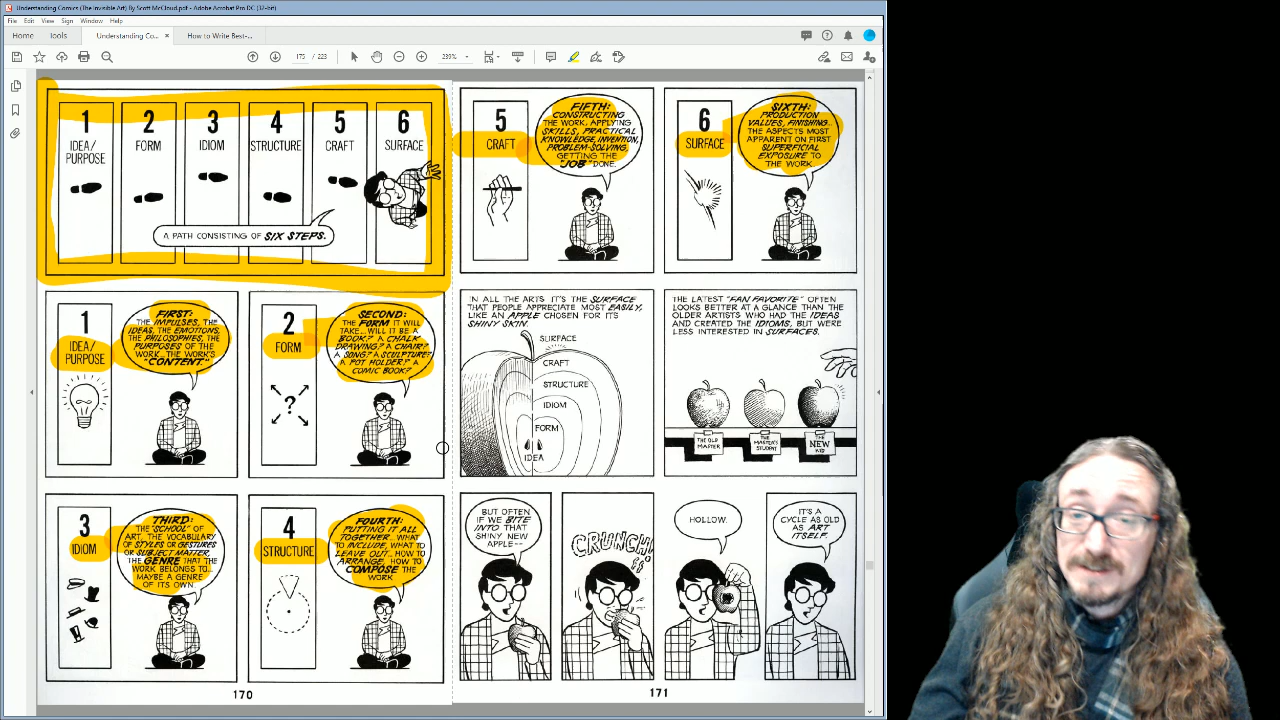 Understanding Comics (The Invisible Art) By Scott McCloud.pdf - Adobe Acrobat Pro DC (32-bit)
File Edit View Sign Window Help
Home Tools Understanding Com... × How to Write Best-...
175 / 223 239%
1 2 3 4 5 6
IDEA/ PURPOSE FORM IDIOM STRUCTURE CRAFT SURFACE
A PATH CONSISTING OF SIX STEPS.
1
IDEA/
PURPOSE
FIRST:
THE IMPULSES, THE
IDEAS, THE EMOTIONS,
THE PHILOSOPHIES, THE
PURPOSES OF THE
WORK... THE WORK'S
"CONTENT."
2
FORM
SECOND:
THE FORM IT WILL
TAKE... WILL IT BE A
BOOK? A CHALK
DRAWING? A CHAIR?
A SONG? A SCULPTURE?
A POT HOLDER? A
COMIC BOOK?
?
3
IDIOM
THIRD:
THE "SCHOOL" OF
ART, THE VOCABULARY
OF STYLES OR GESTURES
OR SUBJECT MATTER,
THE GENRE THAT THE
WORK BELONGS TO...
MAYBE A GENRE
OF ITS OWN
4
STRUCTURE
FOURTH:
PUTTING IT ALL
TOGETHER... WHAT
TO INCLUDE, WHAT TO
LEAVE OUT... HOW TO
ARRANGE, HOW TO
COMPOSE THE
WORK
170
5
CRAFT
FIFTH:
CONSTRUCTING
THE WORK, APPLYING
SKILLS, PRACTICAL
KNOWLEDGE, INVENTION,
PROBLEM-SOLVING,
GETTING THE
"JOB" DONE.
6
SURFACE
SIXTH:
PRODUCTION
VALUES, FINISHING...
THE ASPECTS MOST
APPARENT ON FIRST
SUPERFICIAL
EXPOSURE TO
THE WORK.
IN ALL THE ARTS IT'S THE SURFACE
THAT PEOPLE APPRECIATE MOST EASILY,
LIKE AN APPLE CHOSEN FOR ITS
SHINY SKIN.
SURFACE
CRAFT
STRUCTURE
IDIOM
FORM
IDEA
THE LATEST "FAN FAVORITE" OFTEN
LOOKS BETTER AT A GLANCE THAN THE
OLDER ARTISTS WHO HAD THE IDEAS
AND CREATED THE IDIOMS, BUT WERE
LESS INTERESTED IN SURFACES.
THE OLD
MASTER
THE
MASTER'S
STUDENT
THE
NEW
KID
BUT OFTEN
IF WE BITE
INTO THAT
SHINY NEW
APPLE--
CRUNCH!
HOLLOW.
IT'S A
CYCLE AS OLD
AS ART
ITSELF.
171